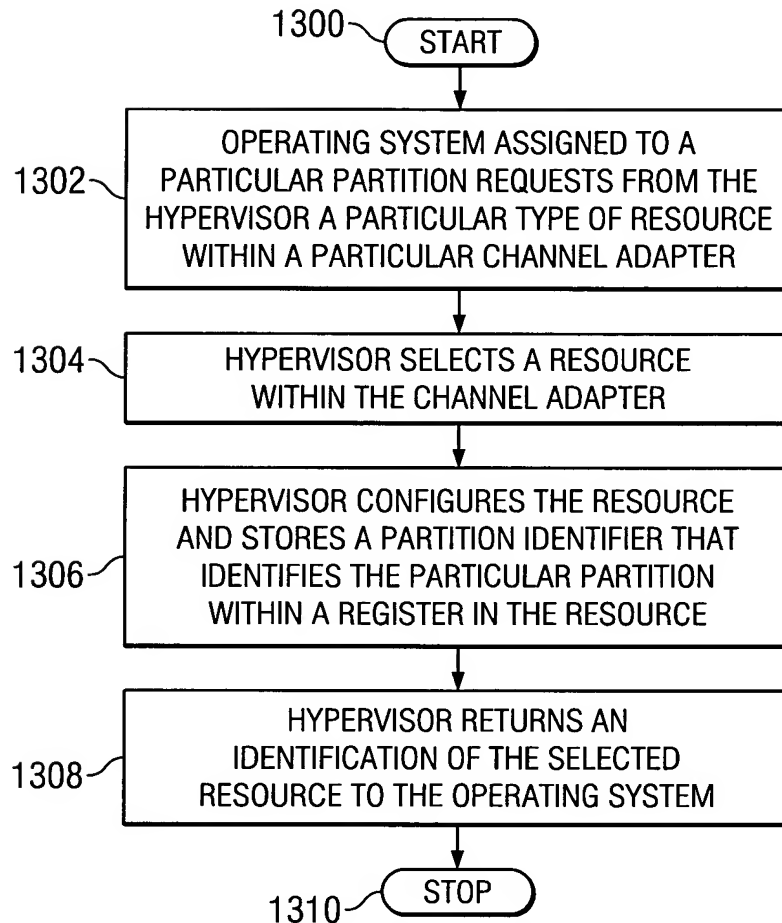 1300
START
1302
OPERATING SYSTEM ASSIGNED TO A
PARTICULAR PARTITION REQUESTS FROM THE
HYPERVISOR A PARTICULAR TYPE OF RESOURCE
WITHIN A PARTICULAR CHANNEL ADAPTER
1304
HYPERVISOR SELECTS A RESOURCE
WITHIN THE CHANNEL ADAPTER
1306
HYPERVISOR CONFIGURES THE RESOURCE
AND STORES A PARTITION IDENTIFIER THAT
IDENTIFIES THE PARTICULAR PARTITION
WITHIN A REGISTER IN THE RESOURCE
1308
HYPERVISOR RETURNS AN
IDENTIFICATION OF THE SELECTED
RESOURCE TO THE OPERATING SYSTEM
1310
STOP